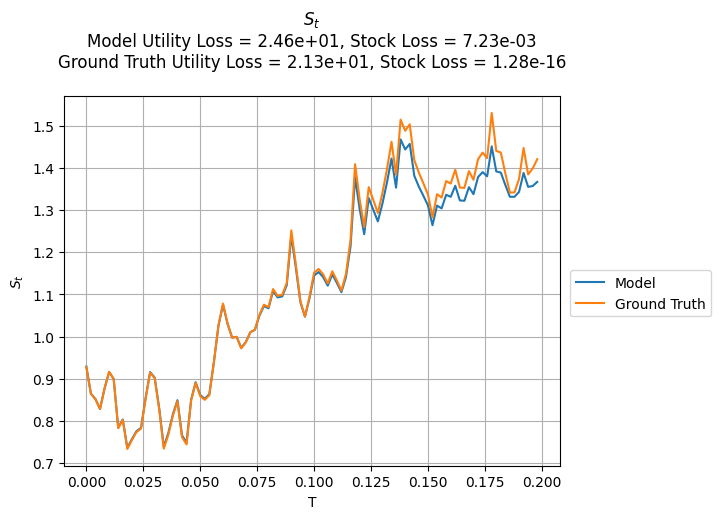 S_t
Model Utility Loss = 2.46e+01, Stock Loss = 7.23e-03
Ground Truth Utility Loss = 2.13e+01, Stock Loss = 1.28e-16
1.5
1.4
1.3
1.2
1.1
1.0
0.9
0.8
0.7
S_t
0.000 0.025 0.050 0.075 0.100 0.125 0.150 0.175 0.200
T
Model
Ground Truth